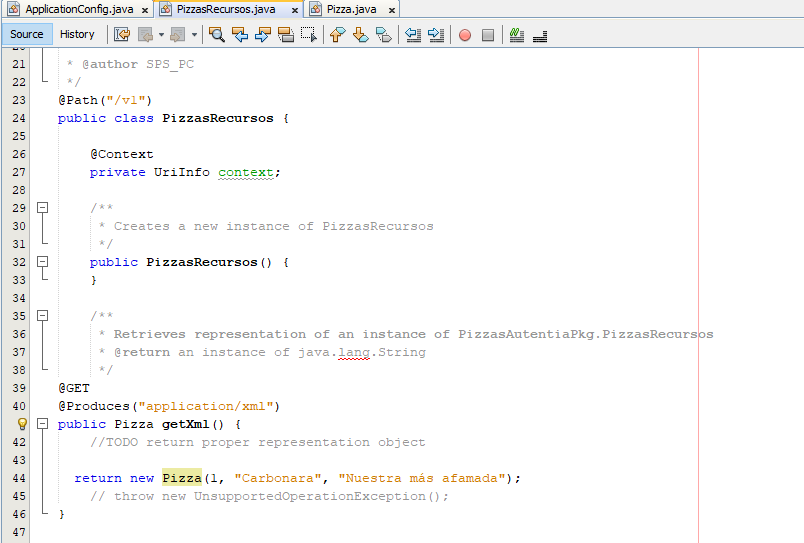 ApplicationConfig.java x PizzasRecursos.java x Pizza.java x
Source History
21 * @author SPS_PC
22 */
23 @Path("/v1")
24 public class PizzasRecursos {
25
26 @Context
27 private UriInfo context;
28
29 /**
30 * Creates a new instance of PizzasRecursos
31 */
32 public PizzasRecursos() {
33 }
34
35 /**
36 * Retrieves representation of an instance of PizzasAutentiaPkg.PizzasRecursos
37 * @return an instance of java.lang.String
38 */
39 @GET
40 @Produces("application/xml")
public Pizza getXml() {
42 //TODO return proper representation object
43
44 return new Pizza(1, "Carbonara", "Nuestra más afamada");
45 // throw new UnsupportedOperationException();
46 }
47